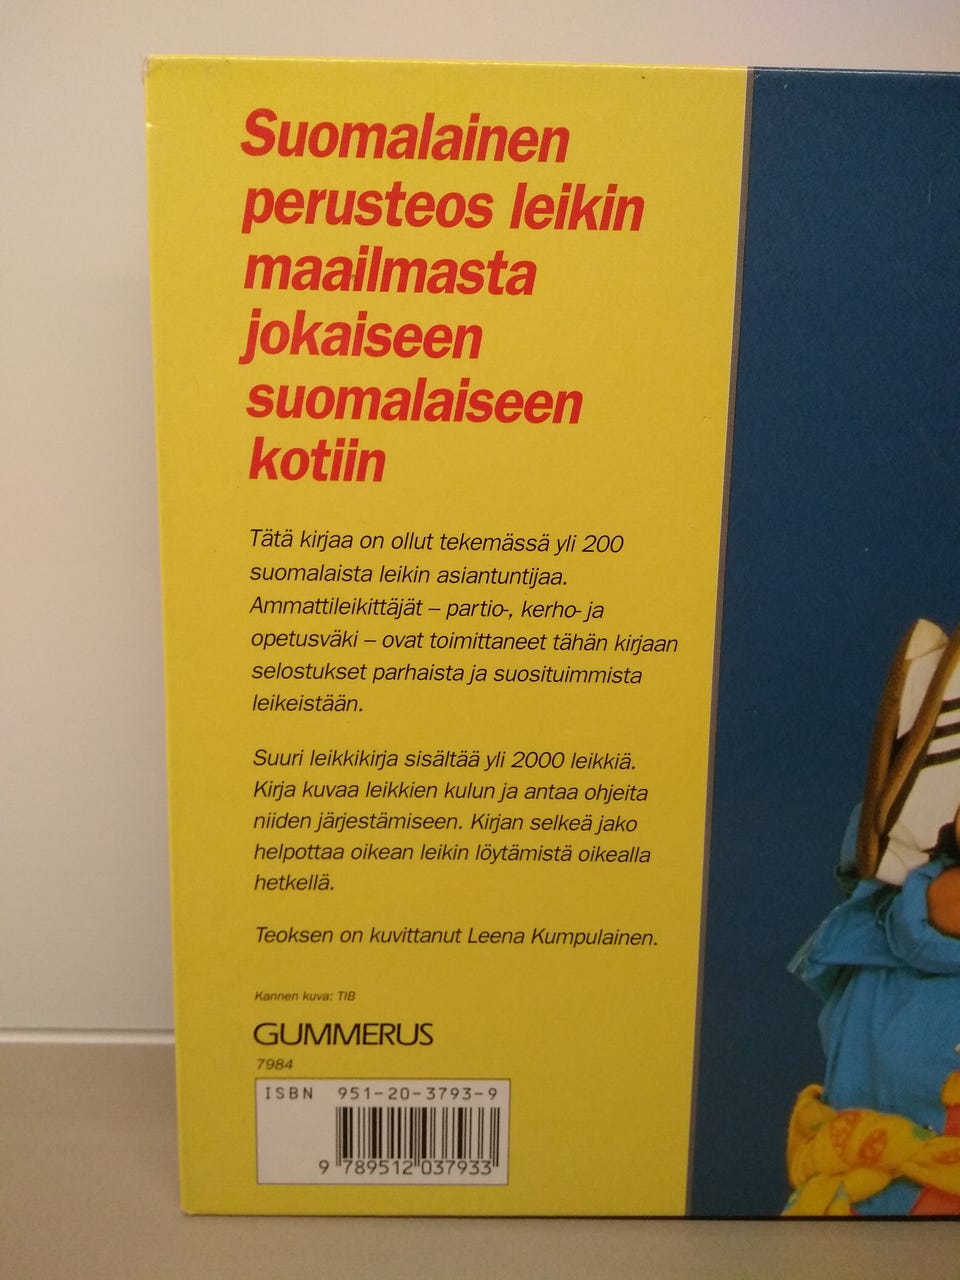 Suomalainen
perusteos leikin
maailmasta
jokaiseen
suomalaiseen
kotiin
Tätä kirjaa on ollut tekemässä yli 200
suomalaista leikin asiantuntijaa.
Ammattileikittäjät – partio-, kerho- ja
opetusväki – ovat toimittaneet tähän kirjaan
selostukset parhaista ja suosituimmista
leikeistään.
Suuri leikkikirja sisältää yli 2000 leikkiä.
Kirja kuvaa leikkien kulun ja antaa ohjeita
niiden järjestämiseen. Kirjan selkeä jako
helpottaa oikean leikin löytämistä oikealla
hetkellä.
Teoksen on kuvittanut Leena Kumpulainen.
Kannen kuva: TIB
GUMMERUS
7984
ISBN 951-20-3793-9
9 789512 037933